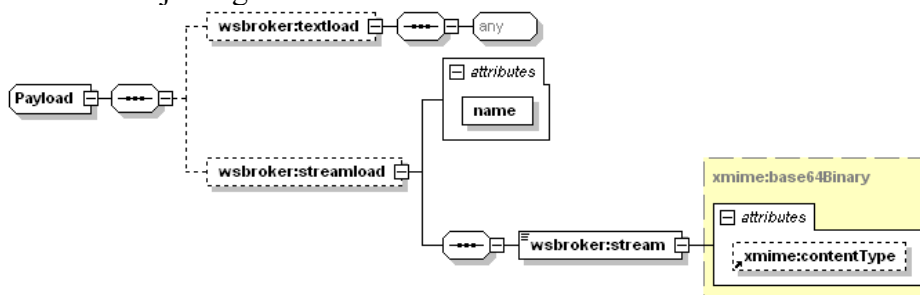 wsbroker:textload
any
attributes
Payload
name
wsbroker:streamload
xmime:base64Binary
attributes
wsbroker:stream
xmime:contentType